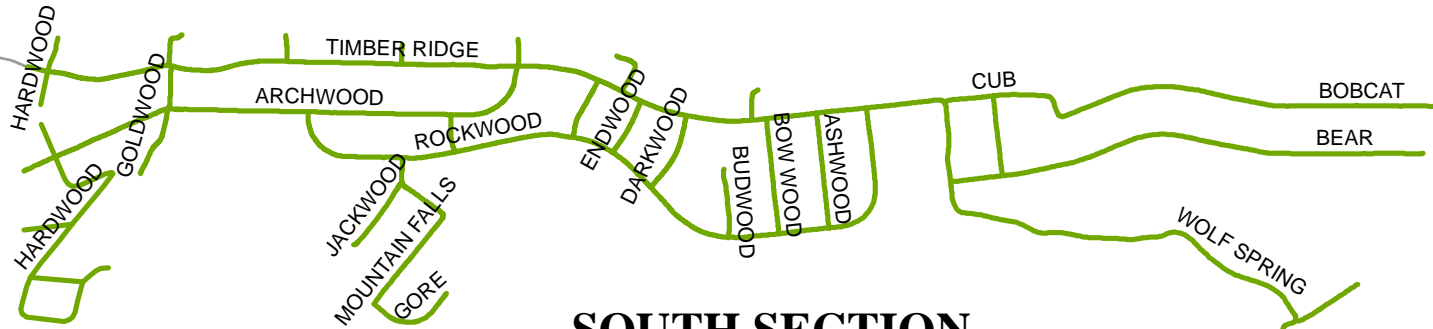 HARDWOOD
TIMBER RIDGE
GOLDWOOD
ARCHWOOD
ROCKWOOD
ENDWOOD
DARKWOOD
CUB
BOBCAT
BEAR
BOW WOOD
ASHWOOD
BUDWOOD
HARDWOOD
JACKWOOD
MOUNTAIN FALLS
GORE
WOLF SPRING
SOUTH SECTION